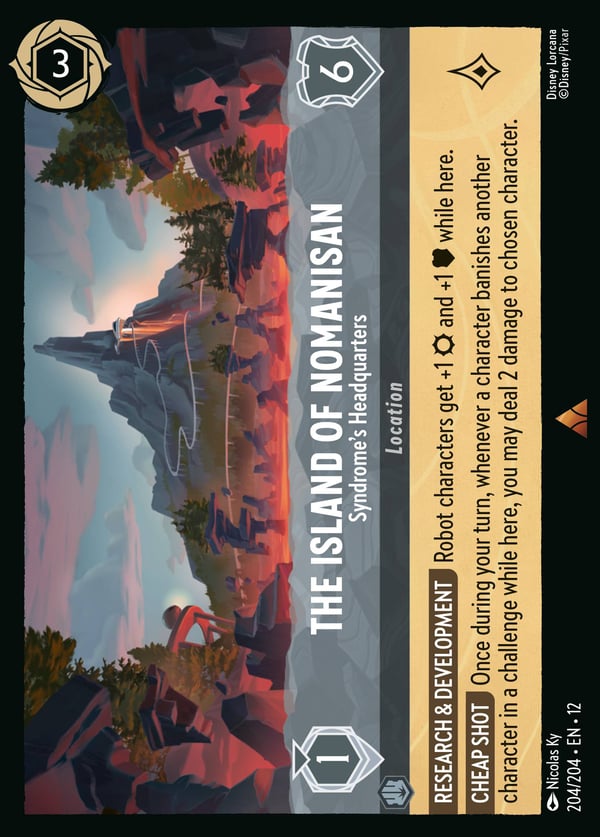 3
THE ISLAND OF NOMANISAN
Syndrome's Headquarters
1
6
Location
RESEARCH & DEVELOPMENT Robot characters get +1 and +1 while here.
CHEAP SHOT Once during your turn, whenever a character banishes another
character in a challenge while here, you may deal 2 damage to chosen character.
Nicolas Ky
204/204 • EN • 12
Disney Lorcana
©Disney/Pixar